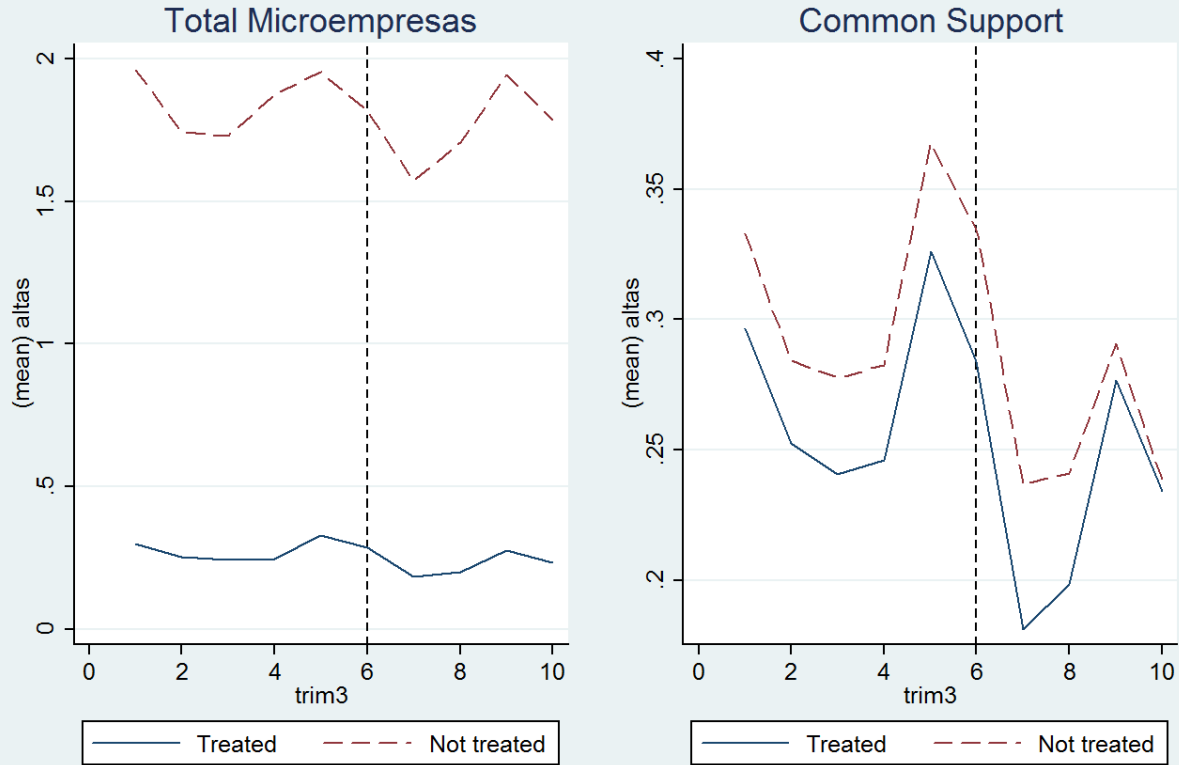 Total Microempresas
(mean) altas
2
1.5
1
.5
0
0 2 4 6 8 10
trim3
Treated Not treated
Common Support
(mean) altas
.4
.35
.3
.25
.2
0 2 4 6 8 10
trim3
Treated Not treated